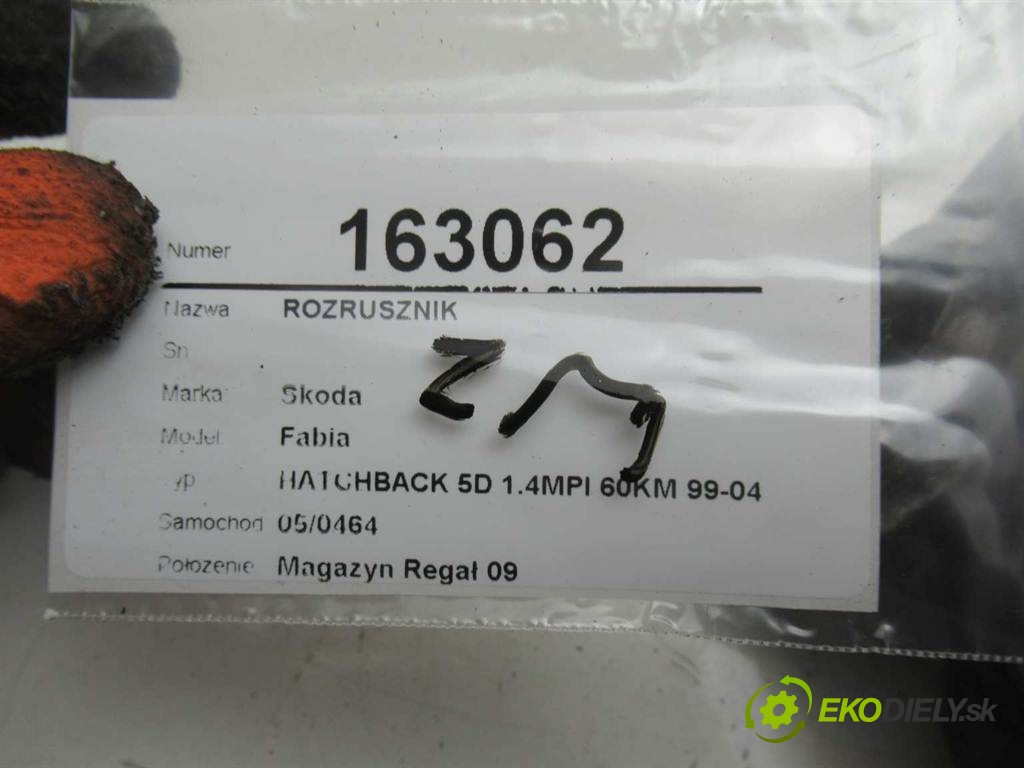 Numer 163062
Nazwa ROZRUSZNIK
Sn
Marka Skoda
Model Fabia
Typ HATCHBACK 5D 1.4MPI 60KM 99-04
Samochod 05/0464
Położenie Magazyn Regał 09
EKODIELY.sk